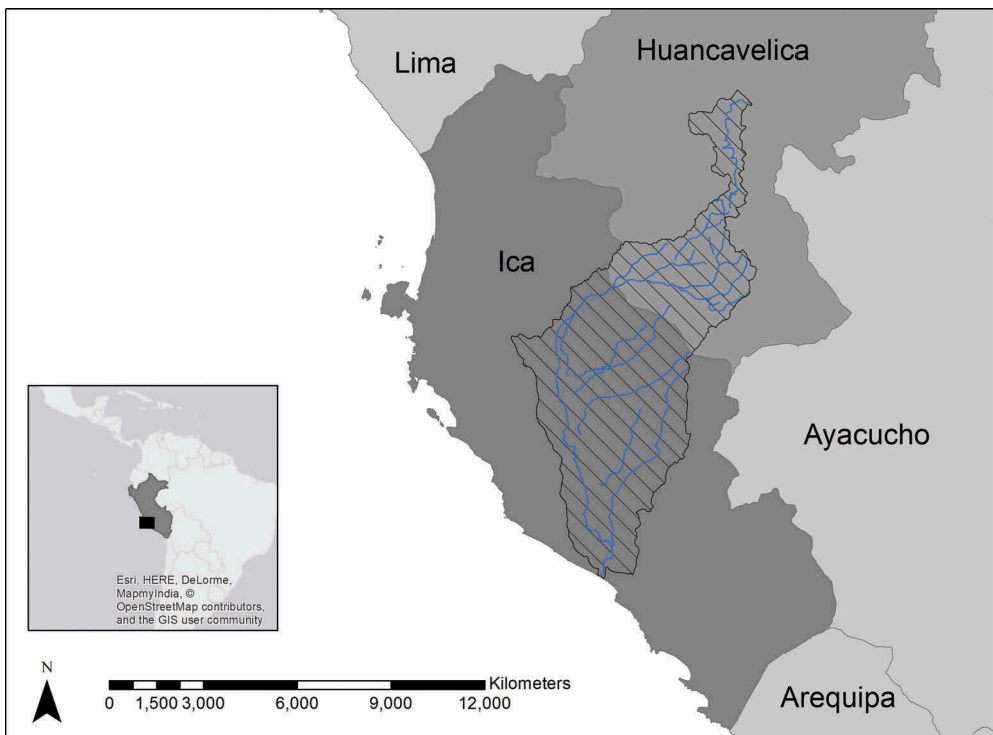 Lima
Huancavelica
Ica
Ayacucho
Esri, HERE, DeLorme,
MapmyIndia, ©
OpenStreetMap contributors,
and the GIS user community
N
Kilometers
0 1,500 3,000 6,000 9,000 12,000
Arequipa